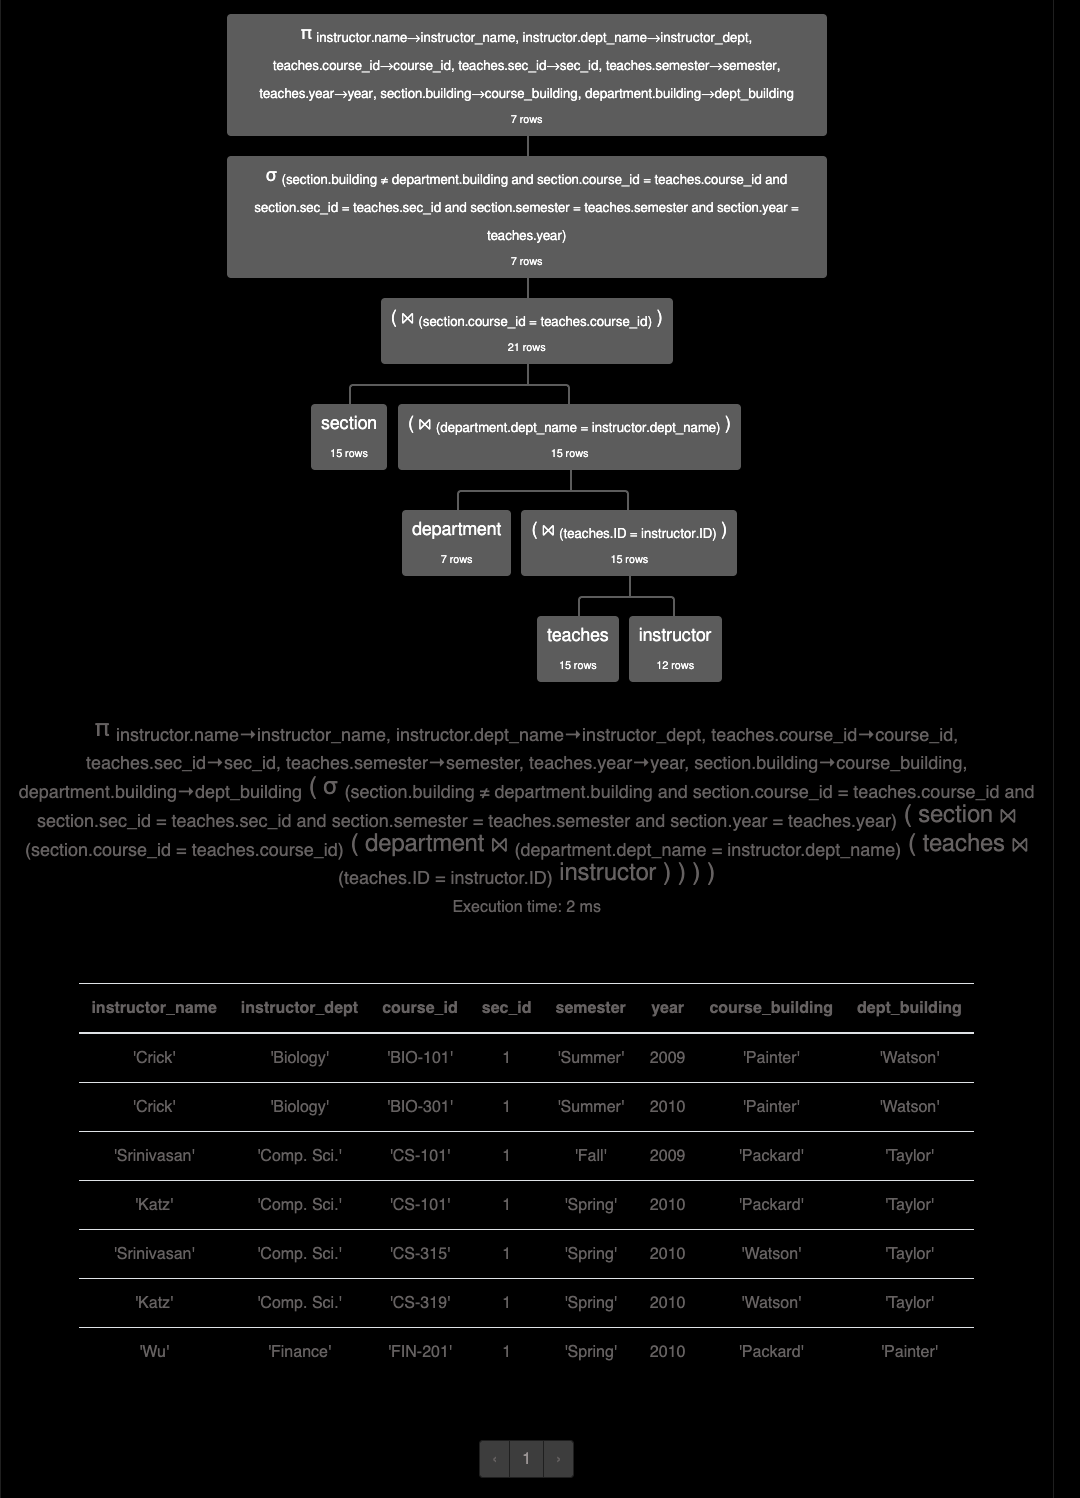 π instructor.name→instructor_name, instructor.dept_name→instructor_dept,
teaches.course_id→course_id, teaches.sec_id→sec_id, teaches.semester→semester,
teaches.year→year, section.building→course_building, department.building→dept_building
7 rows
σ (section.building ≠ department.building and section.course_id = teaches.course_id and
section.sec_id = teaches.sec_id and section.semester = teaches.semester and section.year =
teaches.year)
7 rows
( ⋈ (section.course_id = teaches.course_id) )
21 rows
section
15 rows
( ⋈ (department.dept_name = instructor.dept_name) )
15 rows
department
7 rows
( ⋈ (teaches.ID = instructor.ID) )
15 rows
teaches
15 rows
instructor
12 rows
π instructor.name→instructor_name, instructor.dept_name→instructor_dept, teaches.course_id→course_id,
teaches.sec_id→sec_id, teaches.semester→semester, teaches.year→year, section.building→course_building,
department.building→dept_building ( σ (section.building ≠ department.building and section.course_id = teaches.course_id and
section.sec_id = teaches.sec_id and section.semester = teaches.semester and section.year = teaches.year) ( section ⋈
(section.course_id = teaches.course_id) ( department ⋈ (department.dept_name = instructor.dept_name) ( teaches ⋈
(teaches.ID = instructor.ID) instructor ) ) ) )
Execution time: 2 ms
instructor_name instructor_dept course_id sec_id semester year course_building dept_building
'Crick' 'Biology' 'BIO-101' 1 'Summer' 2009 'Painter' 'Watson'
'Crick' 'Biology' 'BIO-301' 1 'Summer' 2010 'Painter' 'Watson'
'Srinivasan' 'Comp. Sci.' 'CS-101' 1 'Fall' 2009 'Packard' 'Taylor'
'Katz' 'Comp. Sci.' 'CS-101' 1 'Spring' 2010 'Packard' 'Taylor'
'Srinivasan' 'Comp. Sci.' 'CS-315' 1 'Spring' 2010 'Watson' 'Taylor'
'Katz' 'Comp. Sci.' 'CS-319' 1 'Spring' 2010 'Watson' 'Taylor'
'Wu' 'Finance' 'FIN-201' 1 'Spring' 2010 'Packard' 'Painter'
‹ 1 ›